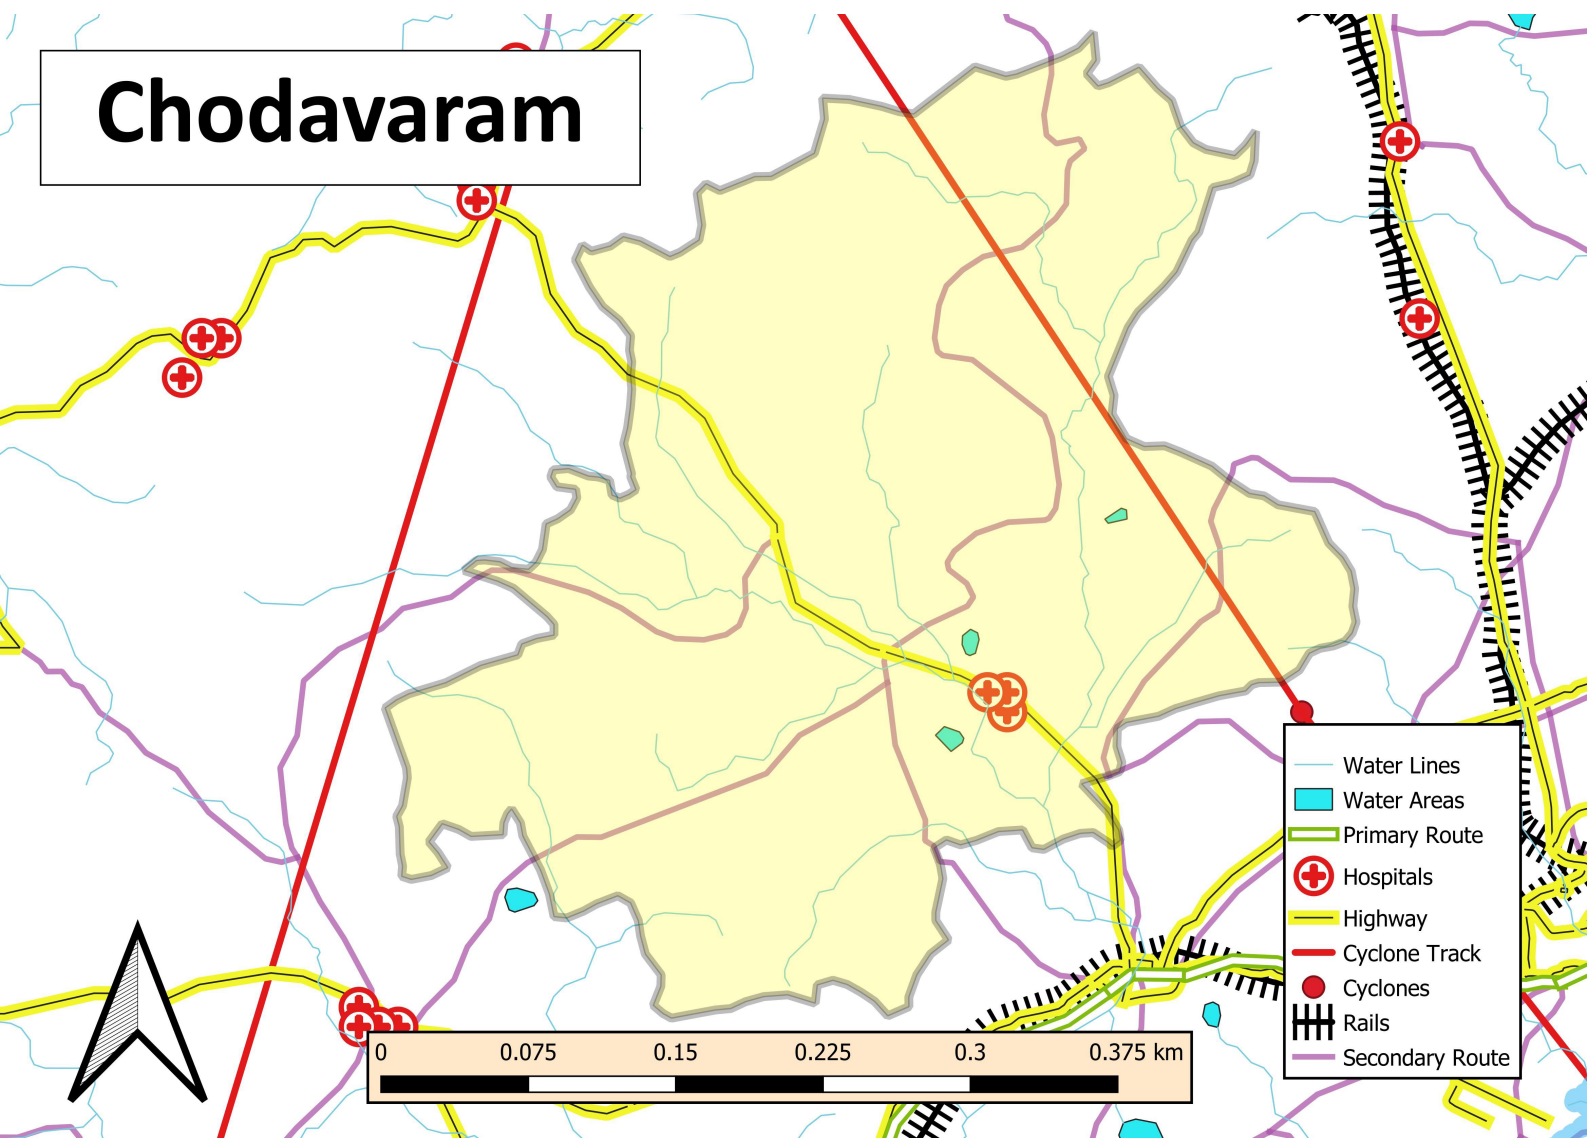 Chodavaram
Water Lines
Water Areas
Primary Route
Hospitals
Highway
Cyclone Track
Cyclones
Rails
Secondary Route
0 0.075 0.15 0.225 0.3 0.375 km